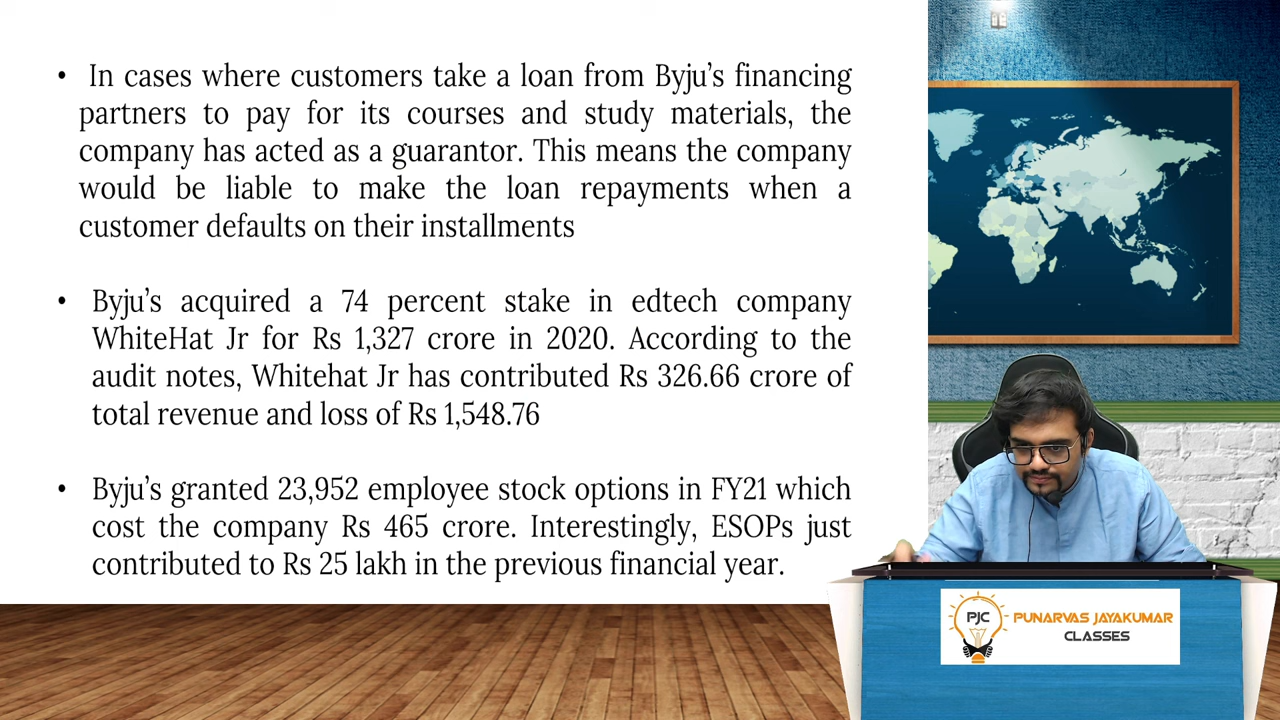 • In cases where customers take a loan from Byju’s financing
partners to pay for its courses and study materials, the
company has acted as a guarantor. This means the company
would be liable to make the loan repayments when a
customer defaults on their installments
• Byju’s acquired a 74 percent stake in edtech company
WhiteHat Jr for Rs 1,327 crore in 2020. According to the
audit notes, Whitehat Jr has contributed Rs 326.66 crore of
total revenue and loss of Rs 1,548.76
• Byju’s granted 23,952 employee stock options in FY21 which
cost the company Rs 465 crore. Interestingly, ESOPs just
contributed to Rs 25 lakh in the previous financial year.
PJC
PUNARVAS JAYAKUMAR
CLASSES